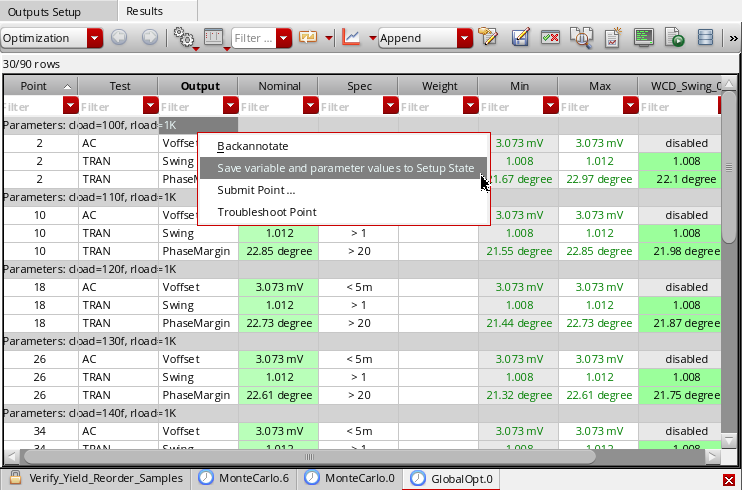 Outputs Setup Results
Optimization Filter ... Append »
30/90 rows
Point Test Output Nominal Spec Weight Min Max WCD_Swing_0
Filter Filter Filter Filter Filter Filter Filter Filter Filter
Parameters: cload=100f, rload=1K
2 AC Voffse 3.073 mV 3.073 mV disabled
2 TRAN Swing 1.008 1.012 1.008
2 TRAN PhaseM 21.67 degree 22.97 degree 22.1 degree
Backannotate
Save variable and parameter values to Setup State
Submit Point ...
Troubleshoot Point
Parameters: cload=110f, rload=1K
10 AC Voffse 3.073 mV 3.073 mV disabled
10 TRAN Swing 1.012 > 1 1.008 1.012 1.008
10 TRAN PhaseMargin 22.85 degree > 20 21.55 degree 22.85 degree 21.98 degree
Parameters: cload=120f, rload=1K
18 AC Voffset 3.073 mV < 5m 3.073 mV 3.073 mV disabled
18 TRAN Swing 1.012 > 1 1.008 1.012 1.008
18 TRAN PhaseMargin 22.73 degree > 20 21.44 degree 22.73 degree 21.87 degree
Parameters: cload=130f, rload=1K
26 AC Voffset 3.073 mV < 5m 3.073 mV 3.073 mV disabled
26 TRAN Swing 1.012 > 1 1.008 1.012 1.008
26 TRAN PhaseMargin 22.61 degree > 20 21.32 degree 22.61 degree 21.75 degree
Parameters: cload=140f, rload=1K
34 AC Voffset 3.073 mV < 5m 3.073 mV 3.073 mV disabled
34 TRAN Swing 1.012 > 1 1.008 1.012 1.008
Verify_Yield_Reorder_Samples MonteCarlo.6 MonteCarlo.0 GlobalOpt.0